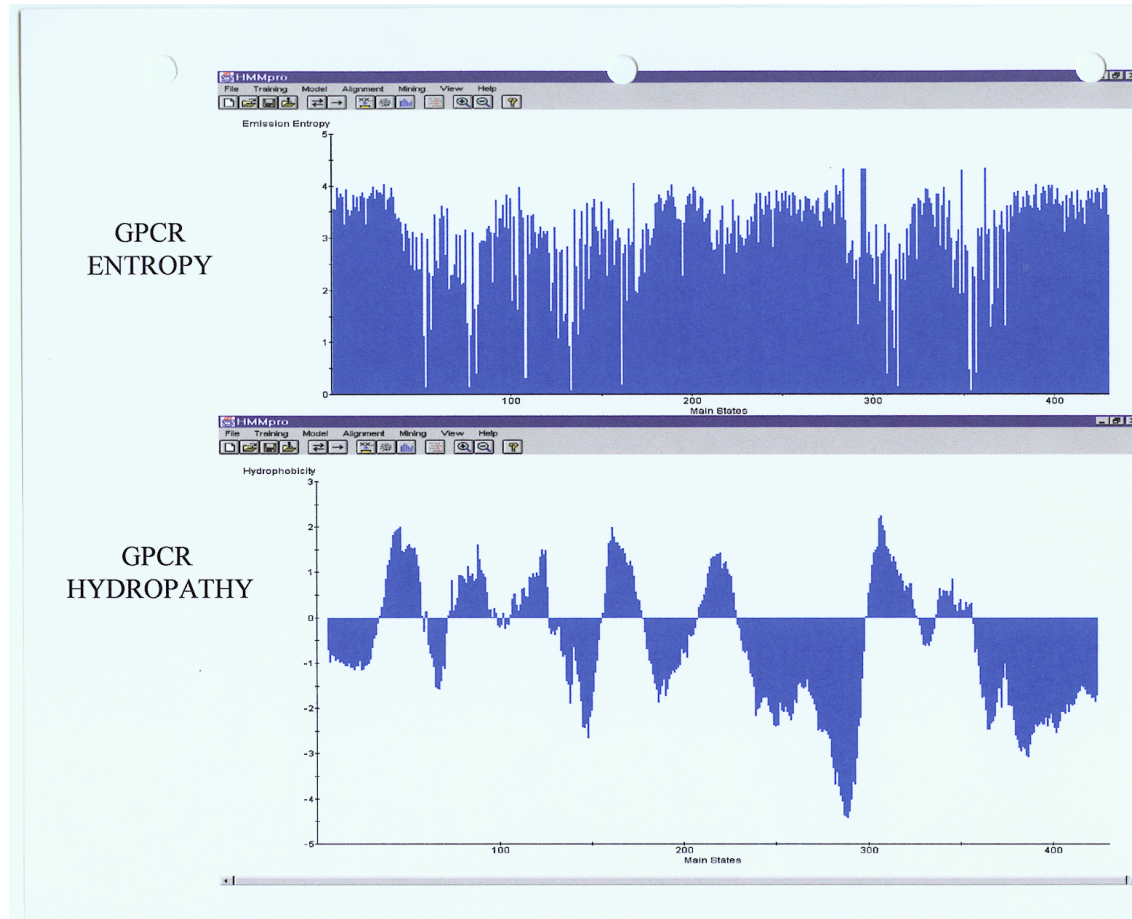 HMMpro
File Training Model Alignment Mining View Help
Emission Entropy
5
4
3
2
1
0
100 200 300 400
Main States
GPCR
ENTROPY
HMMpro
File Training Model Alignment Mining View Help
Hydrophobicity
3
2
1
0
-1
-2
-3
-4
-5
100 200 300 400
Main States
GPCR
HYDROPATHY